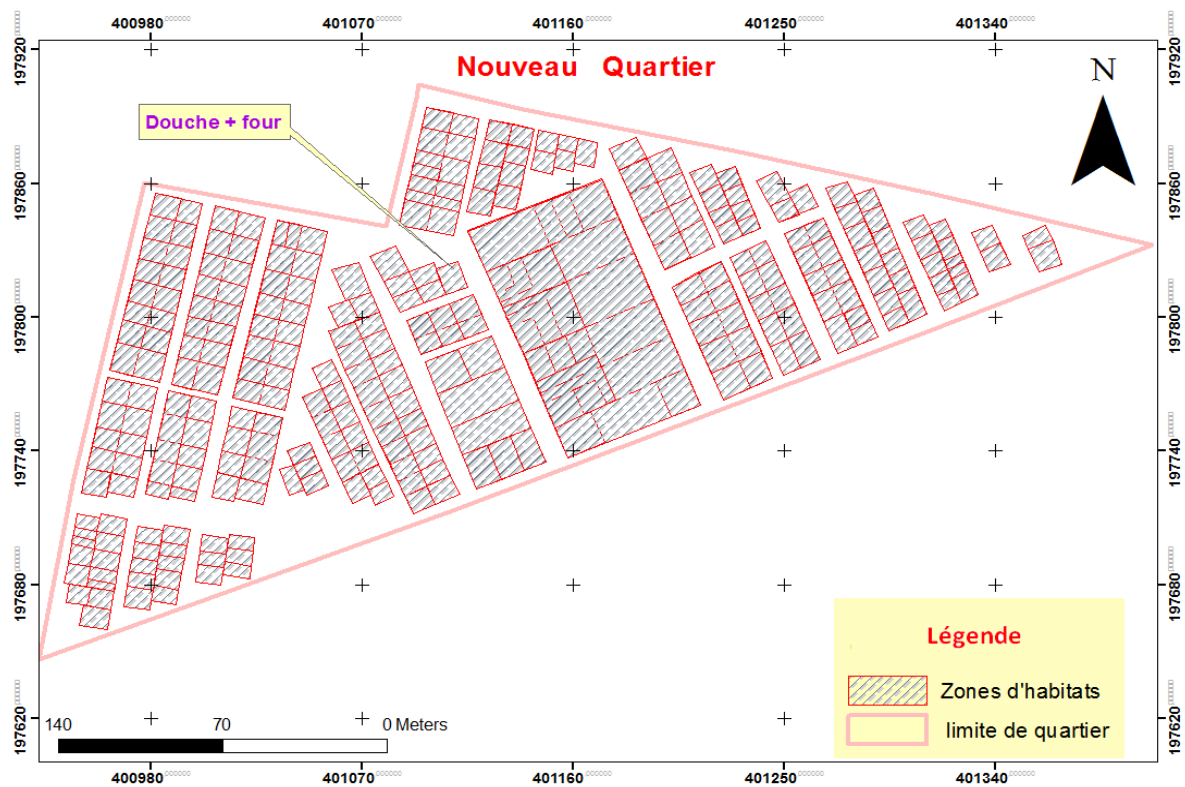 400980 401070 401160 401250 401340
197920 197920
Nouveau Quartier
N
Douche + four
197860 197860
197800 197800
197740 197740
197680 197680
Légende
Zones d'habitats
limite de quartier
140 70 0 Meters
197620 197620
400980 401070 401160 401250 401340